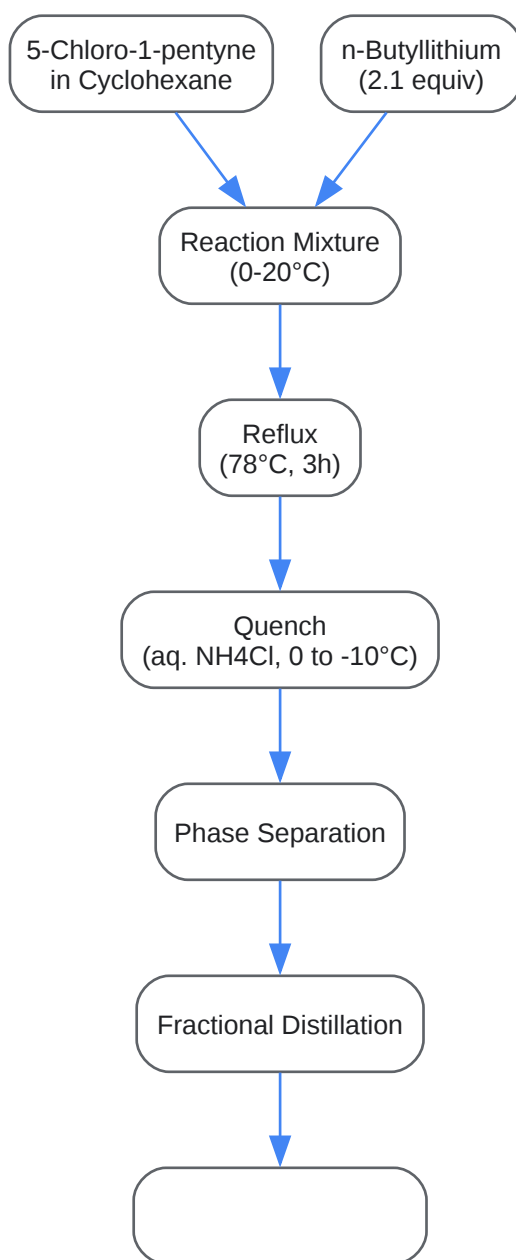 5-Chloro-1-pentyne
in Cyclohexane
n-Butyllithium
(2.1 equiv)
Reaction Mixture
(0-20°C)
Reflux
(78°C, 3h)
Quench
(aq. NH4Cl, 0 to -10°C)
Phase Separation
Fractional Distillation